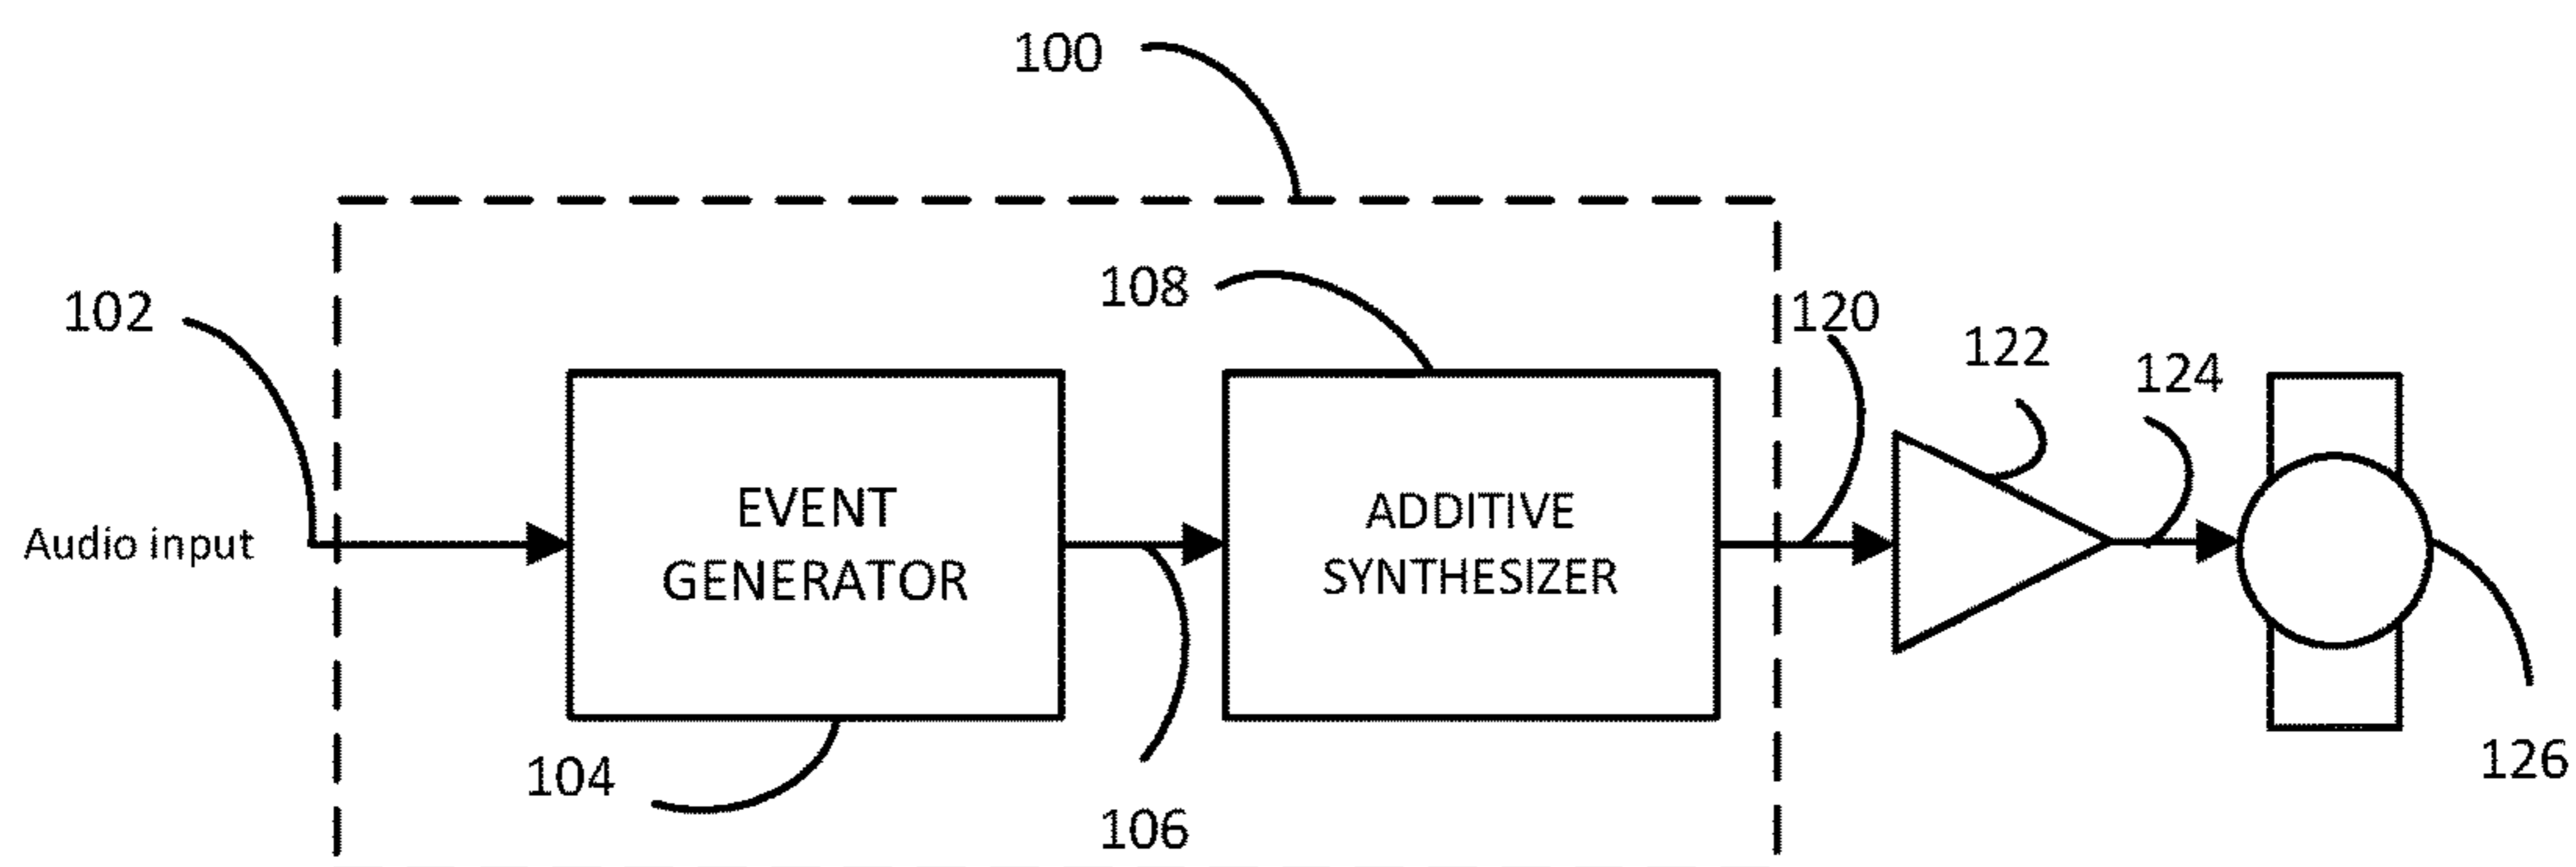 100
102
108
120
122
124
Audio input
EVENT
GENERATOR
ADDITIVE
SYNTHESIZER
104
106
126